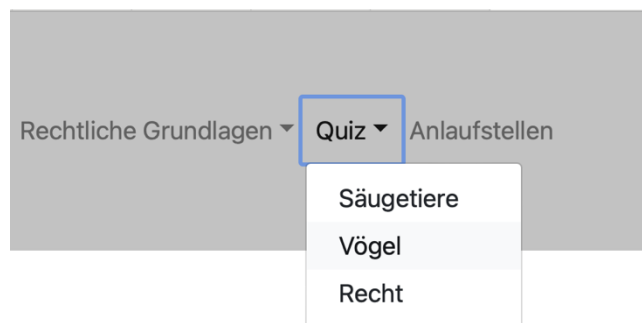 Rechtliche Grundlagen Quiz Anlaufstellen
Säugetiere
Vögel
Recht